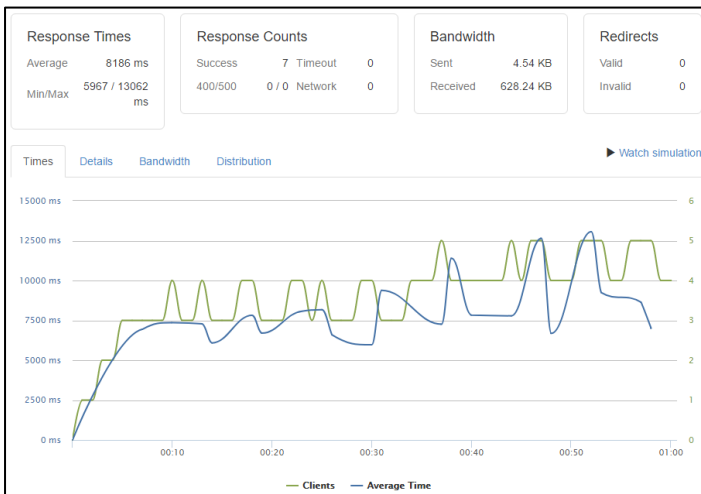 Response Times
Average 8186 ms
Min/Max 5967 / 13062 ms
Response Counts
Success 7 Timeout 0
400/500 0 / 0 Network 0
Bandwidth
Sent 4.54 KB
Received 628.24 KB
Redirects
Valid 0
Invalid 0
Times Details Bandwidth Distribution
▶ Watch simulation
15000 ms 6
12500 ms 5
10000 ms 4
7500 ms 3
5000 ms 2
2500 ms 1
0 ms 0
00:10 00:20 00:30 00:40 00:50 01:00
Clients Average Time